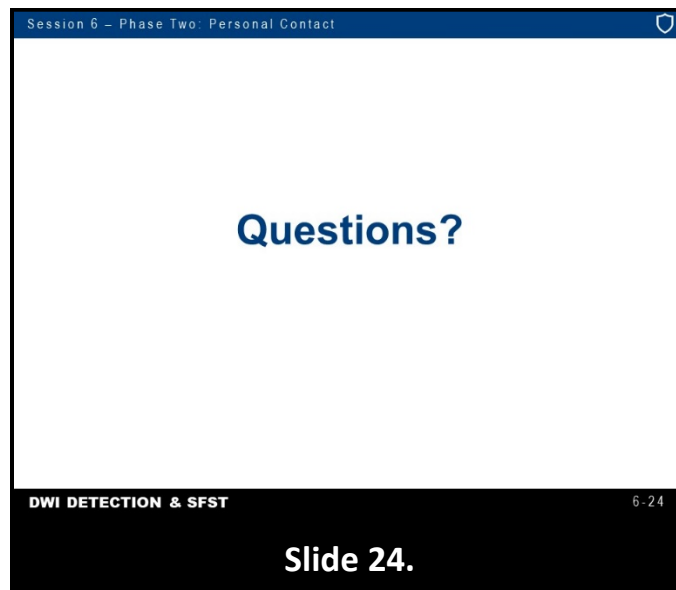 Session 6 – Phase Two: Personal Contact
Questions?
DWI DETECTION & SFST
6-24
Slide 24.